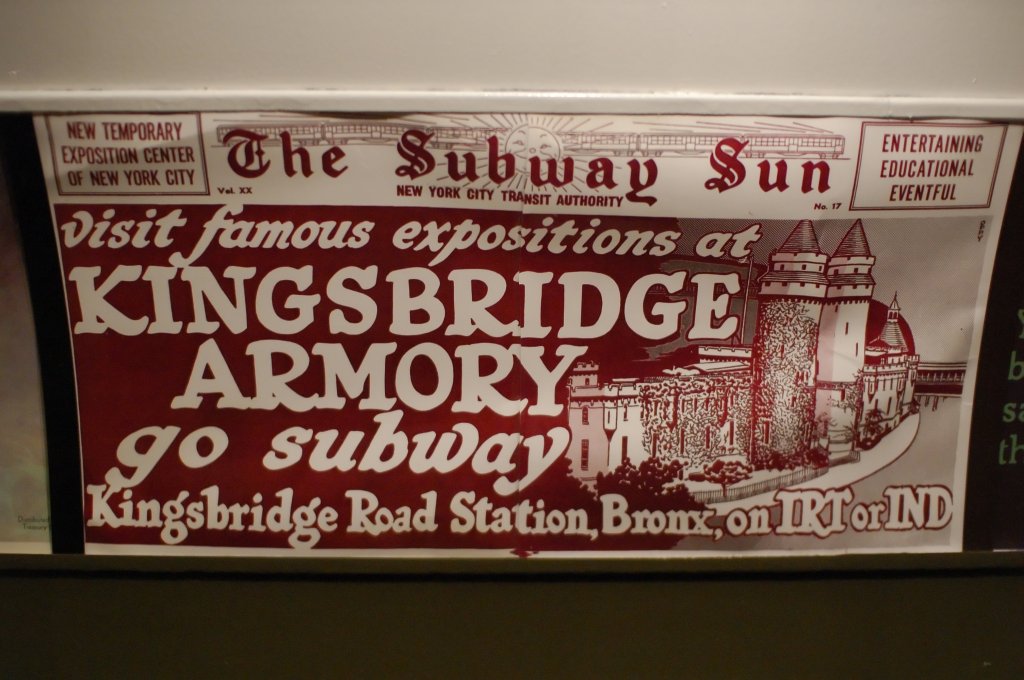 NEW TEMPORARY
EXPOSITION CENTER
OF NEW YORK CITY
The Subway Sun
Vol. XX
NEW YORK CITY TRANSIT AUTHORITY
No. 17
ENTERTAINING
EDUCATIONAL
EVENTFUL
visit famous expositions at
KINGSBRIDGE
ARMORY
go subway
Kingsbridge Road Station, Bronx, on IRT or IND
Distributed
Treasury